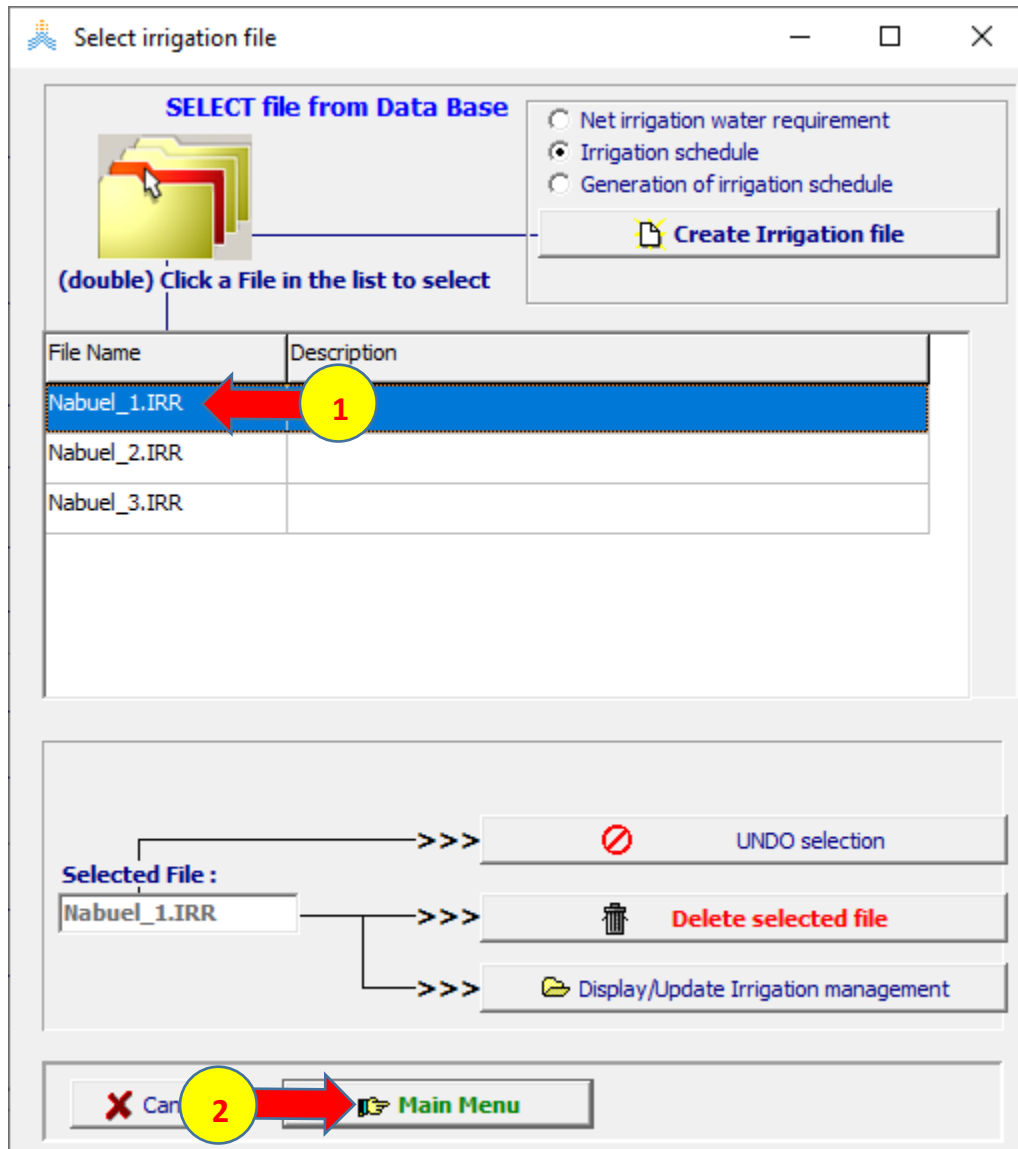 Select irrigation file
SELECT file from Data Base
(double) Click a File in the list to select
Net irrigation water requirement
Irrigation schedule
Generation of irrigation schedule
Create Irrigation file
File Name Description
Nabuel_1.IRR 1
Nabuel_2.IRR
Nabuel_3.IRR
>>> UNDO selection
Selected File :
Nabuel_1.IRR >>> Delete selected file
>>> Display/Update Irrigation management
Can 2 Main Menu